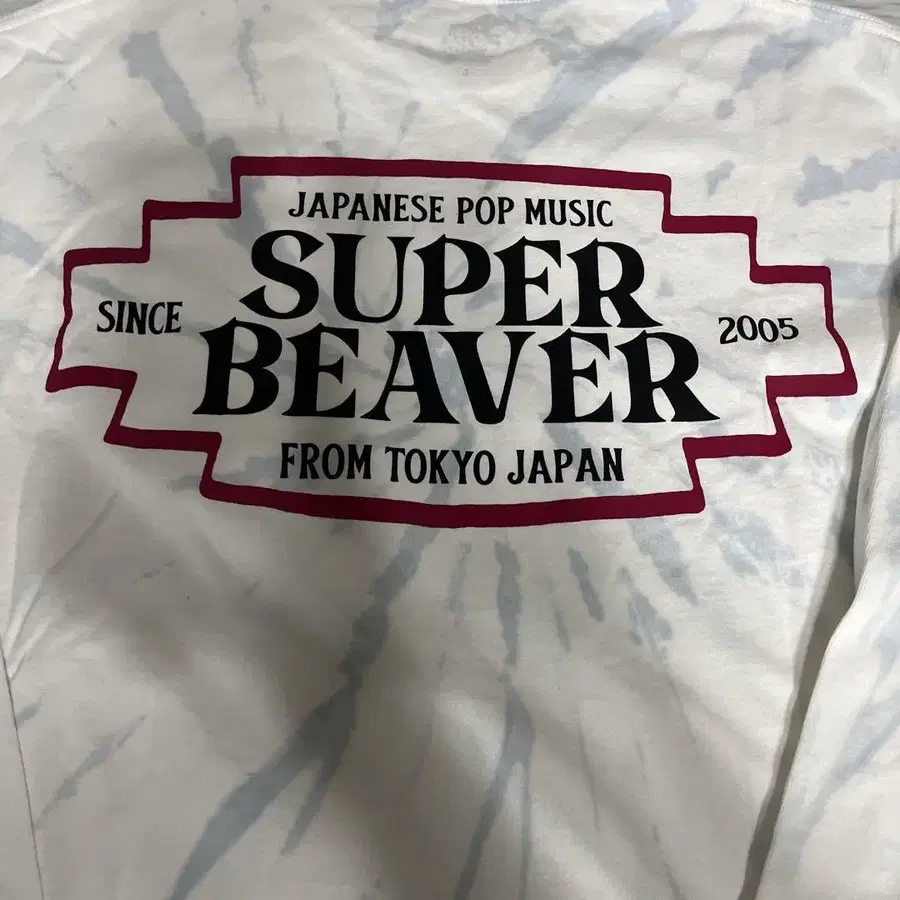 JAPANESE POP MUSIC
SUPER
BEAVER
SINCE
2005
FROM TOKYO JAPAN